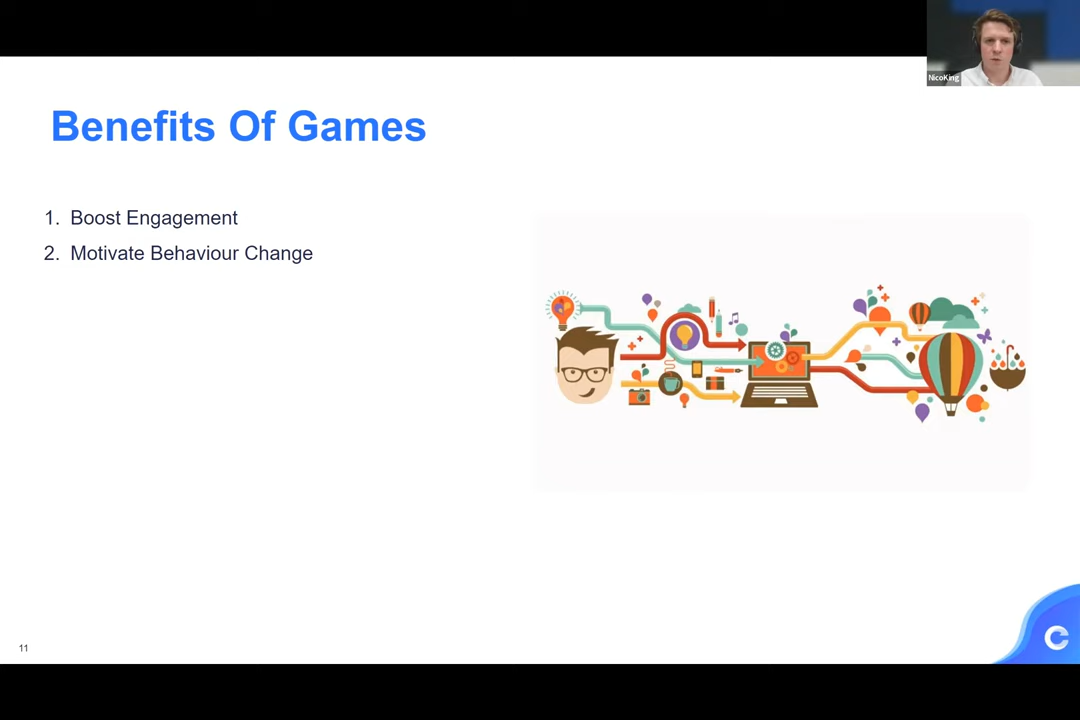 NicoKing
Benefits Of Games
1. Boost Engagement
2. Motivate Behaviour Change
11